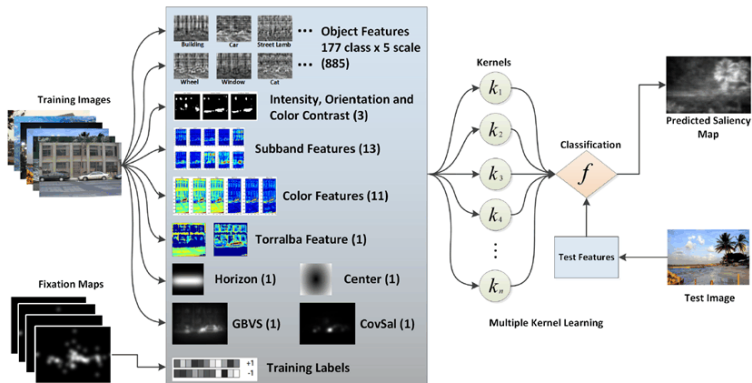 Training Images
Fixation Maps
Building Car Street Lamb
Wheel Window Cat
...
...
Object Features
177 class x 5 scale
(885)
Intensity, Orientation and
Color Contrast (3)
Subband Features (13)
Color Features (11)
Torralba Feature (1)
Horizon (1)
Center (1)
GBVS (1)
CovSal (1)
Training Labels
+1
-1
Kernels
k1
k2
k3
k4
⋮
kn
Multiple Kernel Learning
Classification
f
Test Features
Predicted Saliency
Map
Test Image